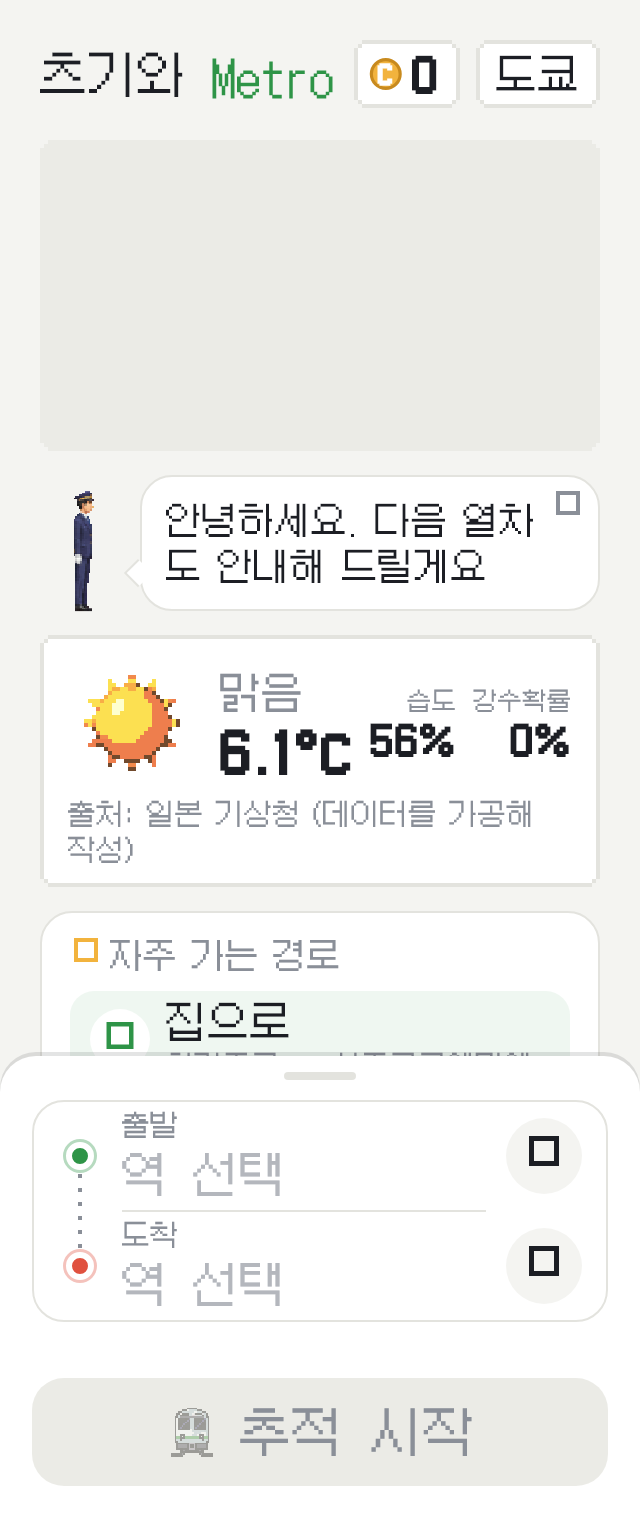 츠기와 Metro
C 0
도쿄
안녕하세요. 다음 열차
도 안내해 드릴게요
맑음
6.1°C
습도 강수확률
56% 0%
출처: 일본 기상청 (데이터를 가공해
작성)
자주 가는 경로
집으로
출발
역 선택
도착
역 선택
추적 시작